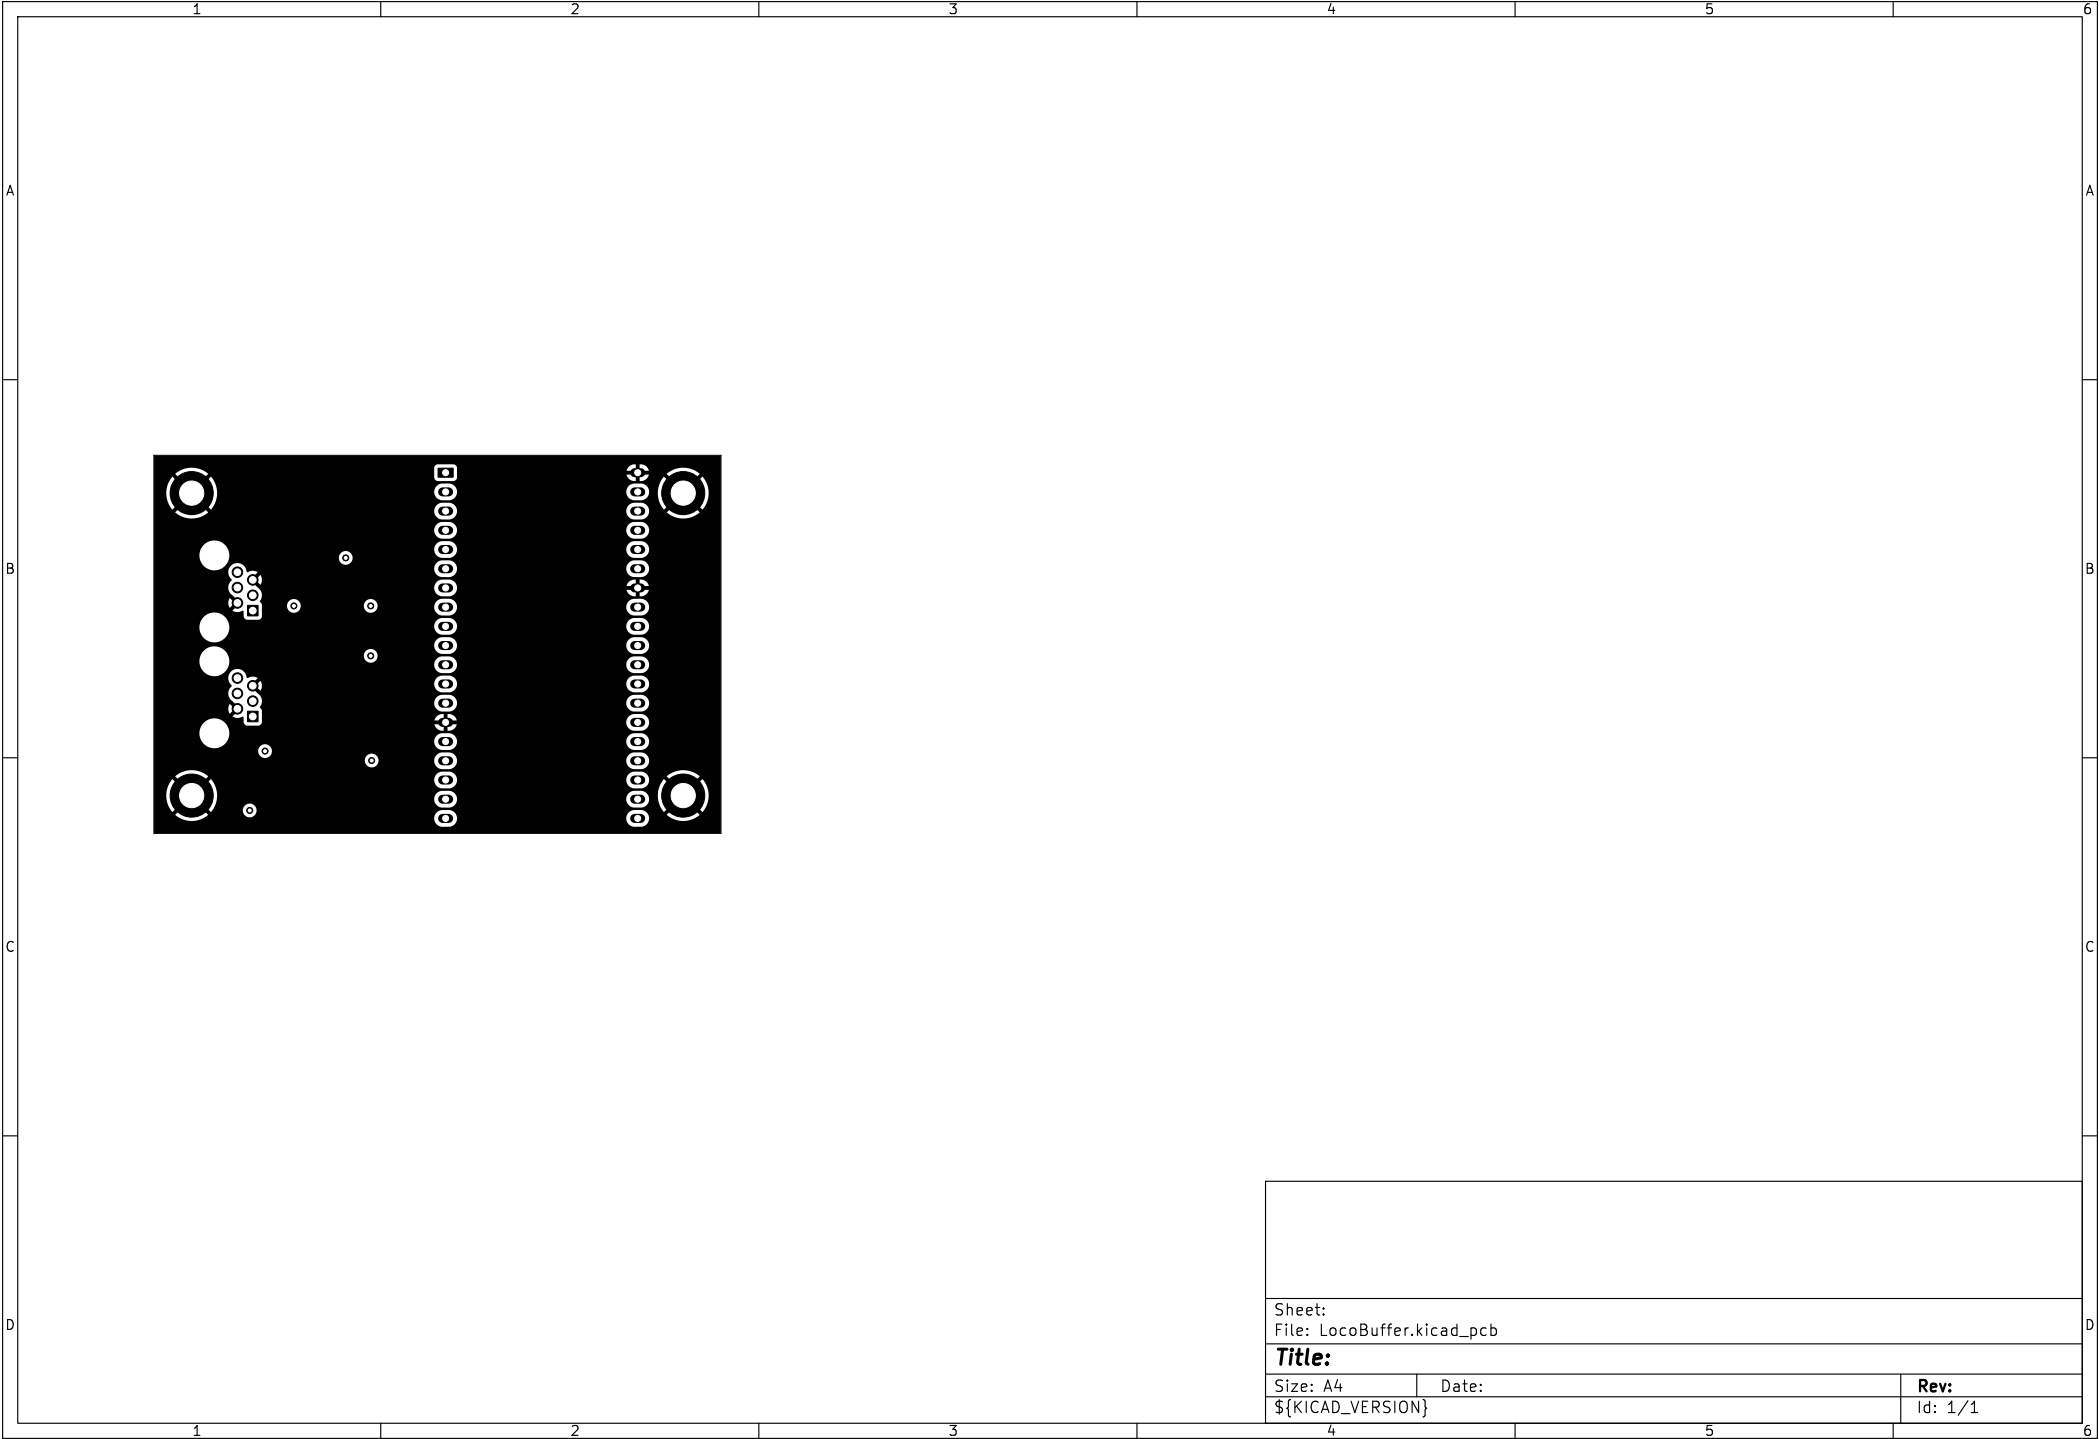 1 2 3 4 5 6
A A
B B
C C
D D
Sheet:
File: LocoBuffer.kicad_pcb
Title:
Size: A4 Date: Rev:
${KICAD_VERSION} Id: 1/1
1 2 3 4 5 6